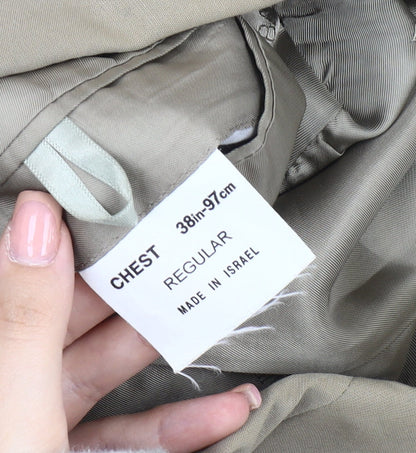 CHEST 38in-97cm
REGULAR
MADE IN ISRAEL